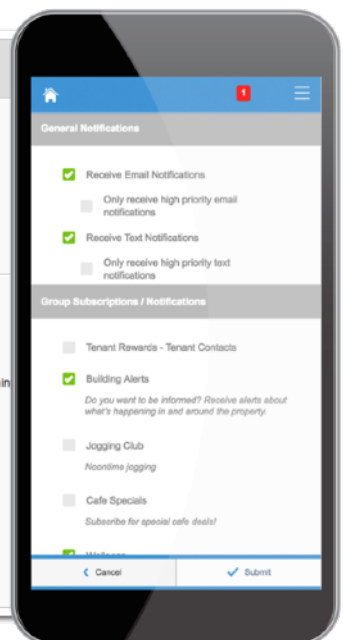 1
General Notifications
Receive Email Notifications
Only receive high priority email
notifications
Receive Text Notifications
Only receive high priority text
notifications
Group Subscriptions / Notifications
Tenant Rewards - Tenant Contacts
in
Building Alerts
Do you want to be informed? Receive alerts about
what's happening in and around the property.
Jogging Club
Noontime jogging
Cafe Specials
Subscribe for special cafe deals!
Wellness
Cancel
Submit